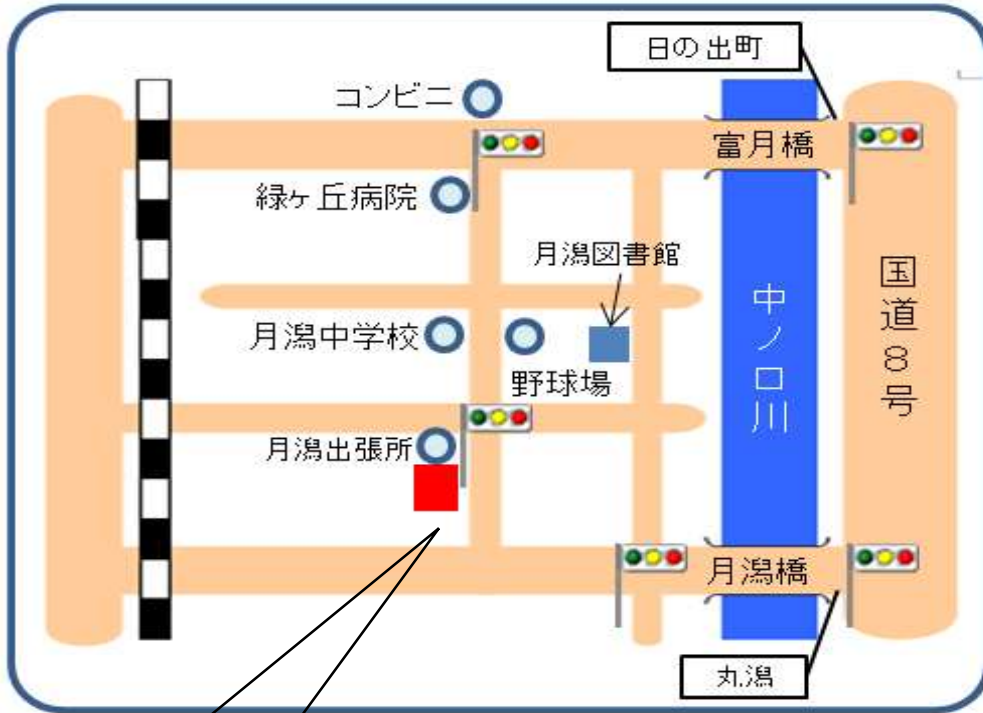 日の出町
コンビニ
富月橋
緑ヶ丘病院
月潟図書館
国道8号
中ノ口川
月潟中学校
野球場
月潟出張所
月潟橋
丸潟